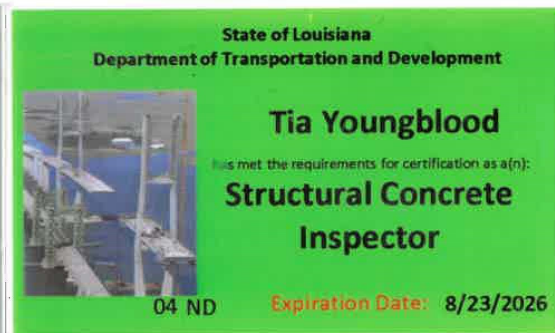 State of Louisiana
Department of Transportation and Development
Tia Youngblood
has met the requirements for certification as a(n):
Structural Concrete
Inspector
04 ND
Expiration Date: 8/23/2026